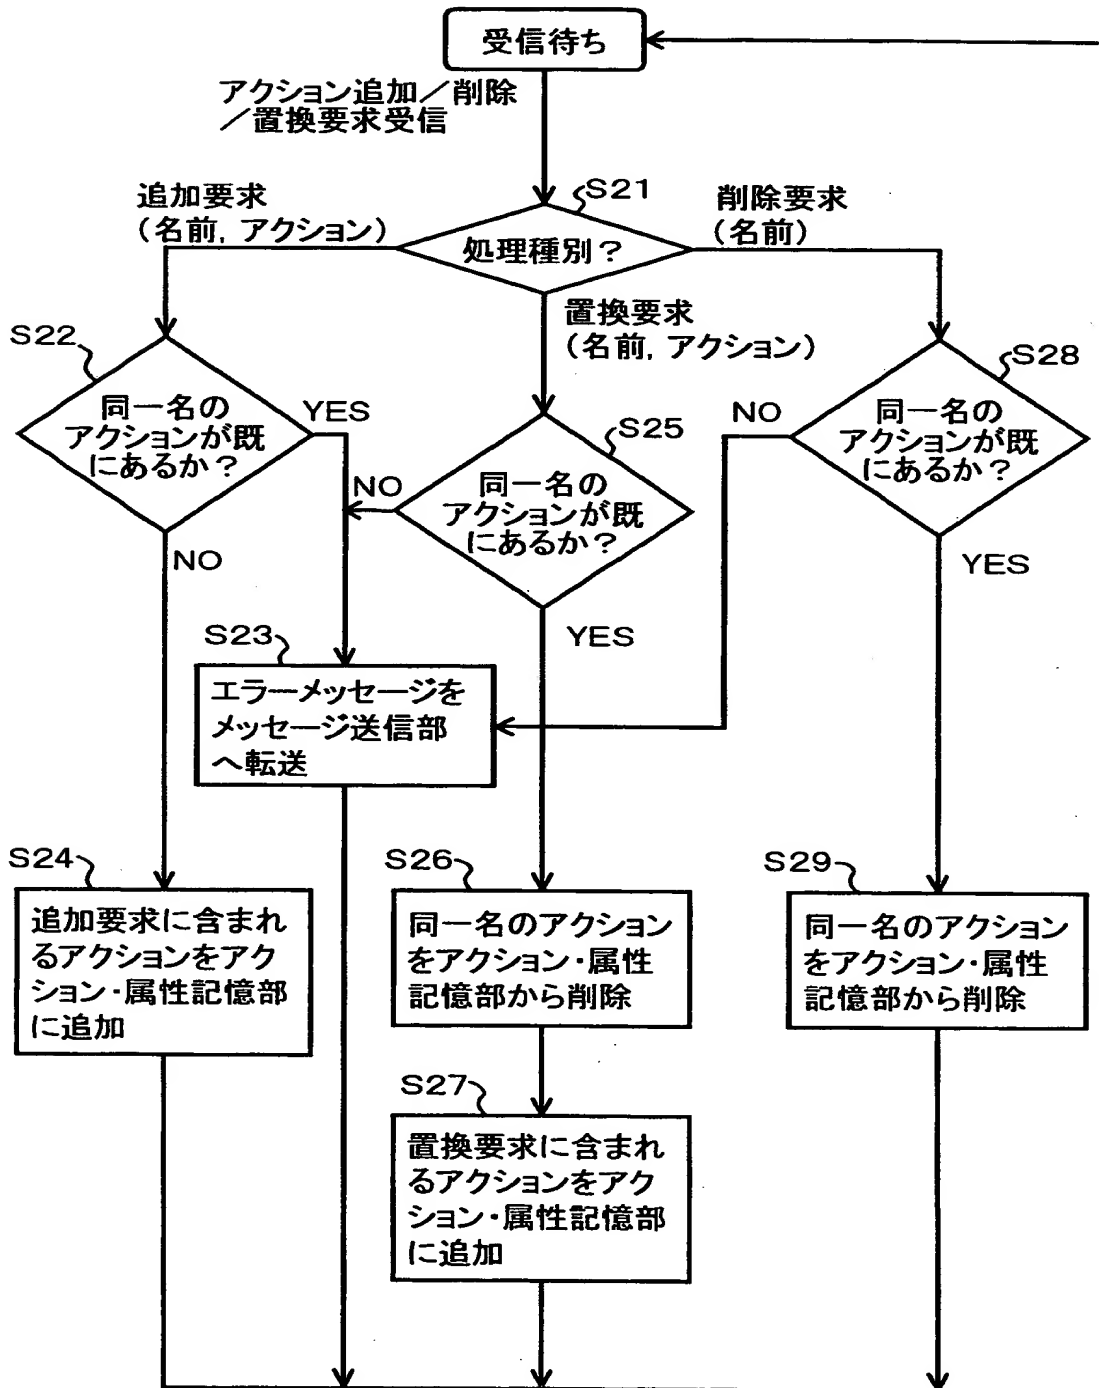 受信待ち
アクション追加／削除
／置換要求受信
S21
処理種別？
追加要求
(名前, アクション)
削除要求
(名前)
置換要求
(名前, アクション)
S22
同一名の
アクションが既
にあるか？
YES
NO
S25
同一名の
アクションが既
にあるか？
NO
YES
S28
同一名の
アクションが既
にあるか？
NO
YES
S23
エラーメッセージを
メッセージ送信部
へ転送
S24
追加要求に含まれ
るアクションをアク
ション・属性記憶部
に追加
S26
同一名のアクション
をアクション・属性
記憶部から削除
S29
同一名のアクション
をアクション・属性
記憶部から削除
S27
置換要求に含まれ
るアクションをアク
ション・属性記憶部
に追加